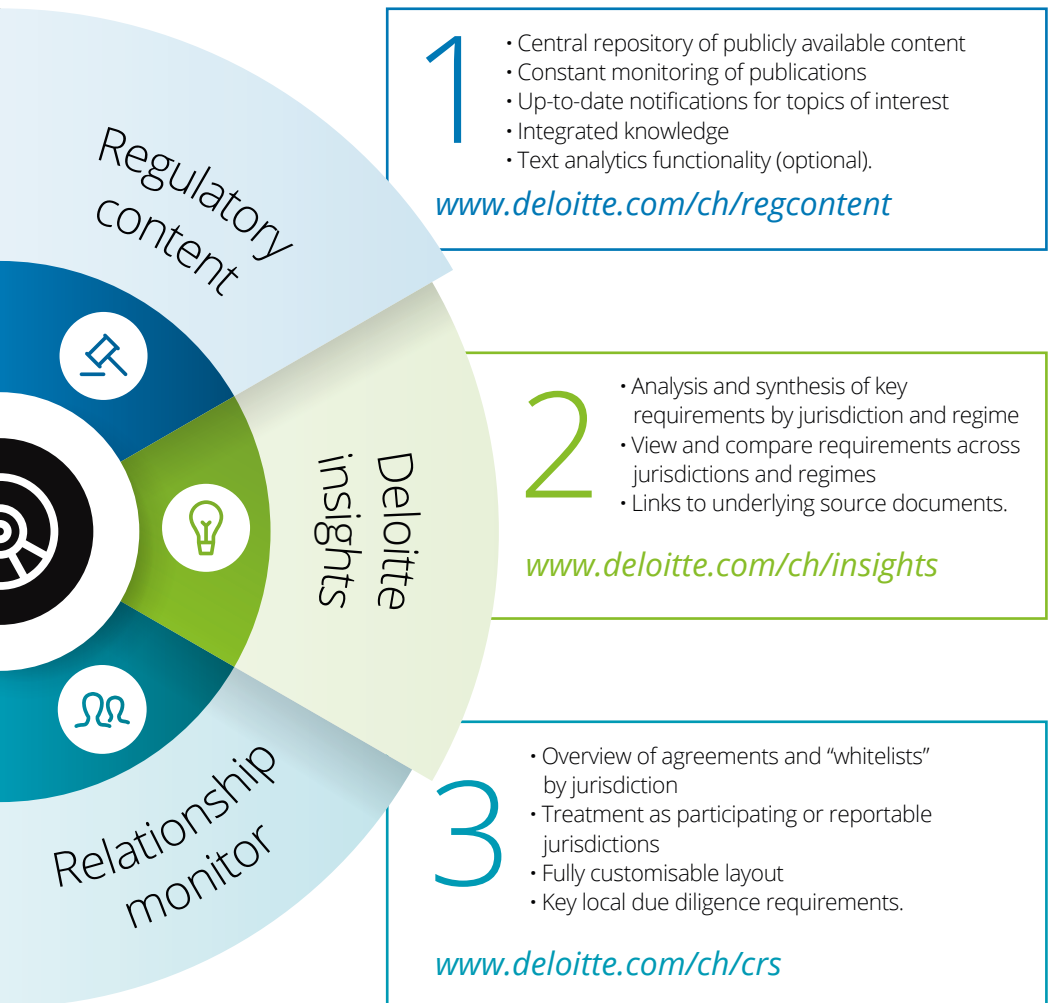 Regulatory
content
1
• Central repository of publicly available content
• Constant monitoring of publications
• Up-to-date notifications for topics of interest
• Integrated knowledge
• Text analytics functionality (optional).
www.deloitte.com/ch/regcontent
Deloitte
insights
2
• Analysis and synthesis of key
requirements by jurisdiction and regime
• View and compare requirements across
jurisdictions and regimes
• Links to underlying source documents.
www.deloitte.com/ch/insights
Relationship
monitor
3
• Overview of agreements and “whitelists”
by jurisdiction
• Treatment as participating or reportable
jurisdictions
• Fully customisable layout
• Key local due diligence requirements.
www.deloitte.com/ch/crs